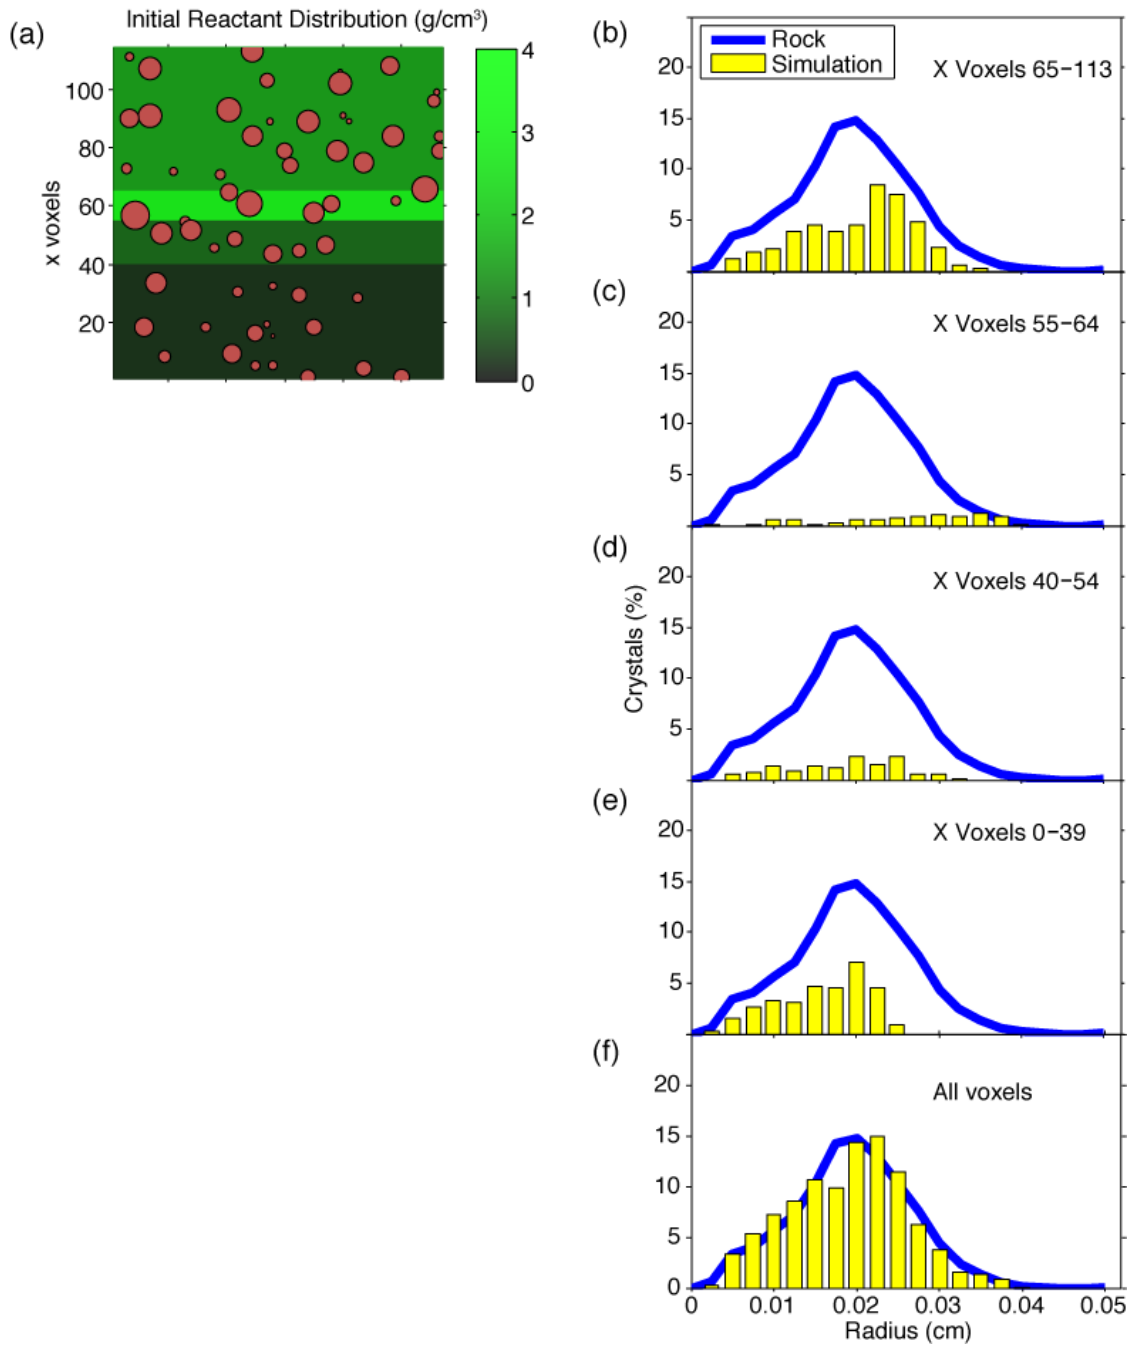 (a)
Initial Reactant Distribution (g/cm³)
x voxels
100
80
60
40
20
4
3
2
1
0
(b)
Rock
Simulation
X Voxels 65–113
20
15
10
5
(c)
X Voxels 55–64
20
15
10
5
(d)
X Voxels 40–54
20
15
10
5
Crystals (%)
(e)
X Voxels 0–39
20
15
10
5
(f)
All voxels
20
15
10
5
0
0 0.01 0.02 0.03 0.04 0.05
Radius (cm)